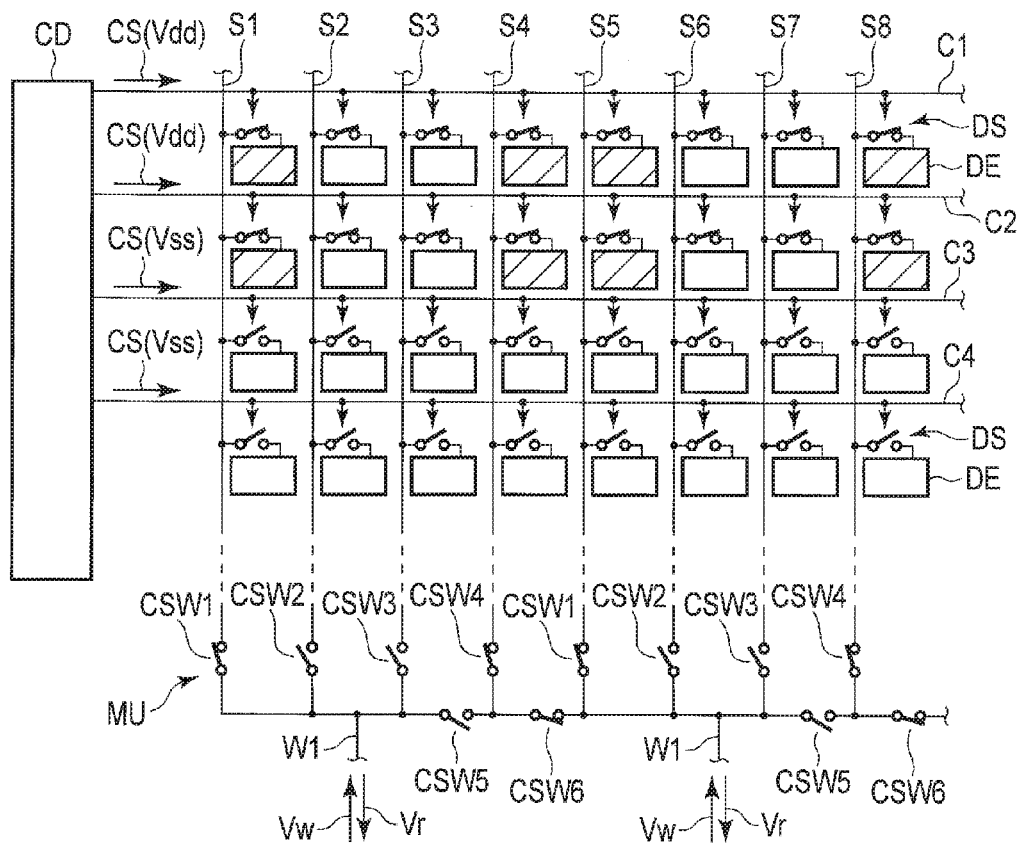 CD
CS(Vdd)
S1
S2
S3
S4
S5
S6
S7
S8
C1
CS(Vdd)
DS
DE
C2
CS(Vss)
C3
CS(Vss)
C4
DS
DE
CSW1
CSW2
CSW3
CSW4
CSW1
CSW2
CSW3
CSW4
MU
W1
CSW5
CSW6
W1
CSW5
CSW6
Vw
Vr
Vw
Vr